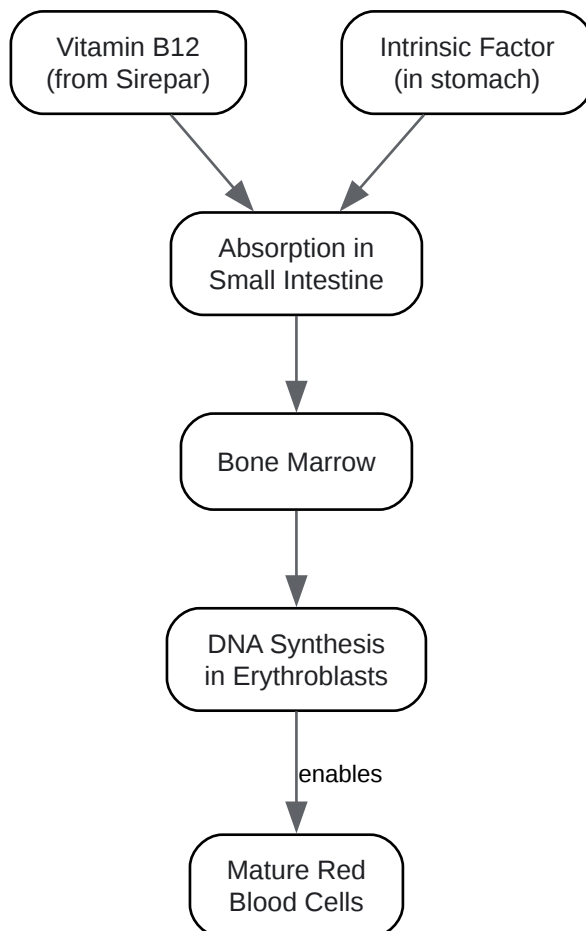 Vitamin B12
(from Sirepar)
Intrinsic Factor
(in stomach)
Absorption in
Small Intestine
Bone Marrow
DNA Synthesis
in Erythroblasts
enables
Mature Red
Blood Cells